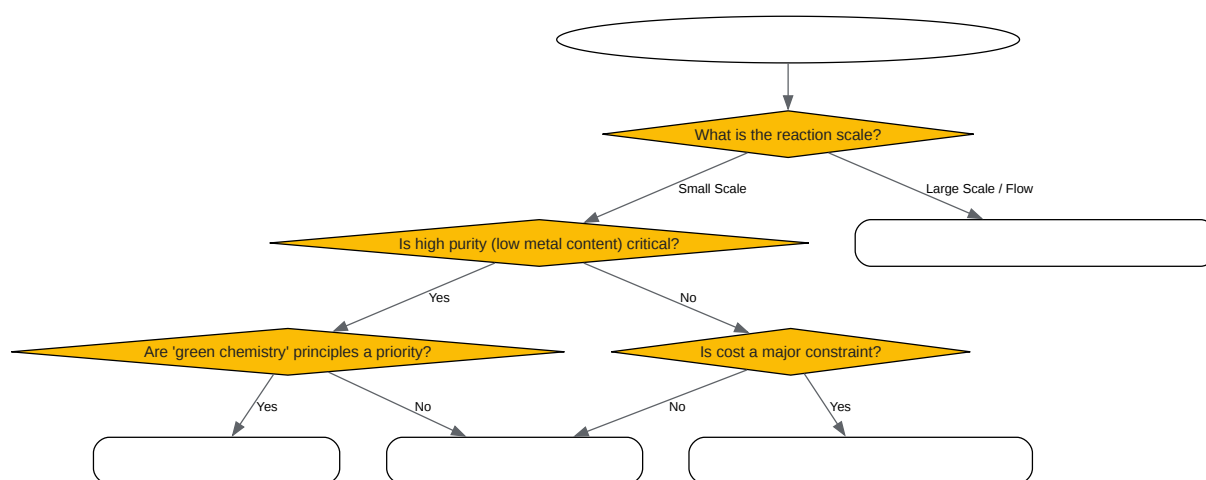 What is the reaction scale?
Small Scale
Large Scale / Flow
Is high purity (low metal content) critical?
Yes
No
Are 'green chemistry' principles a priority?
Is cost a major constraint?
Yes
No
No
Yes